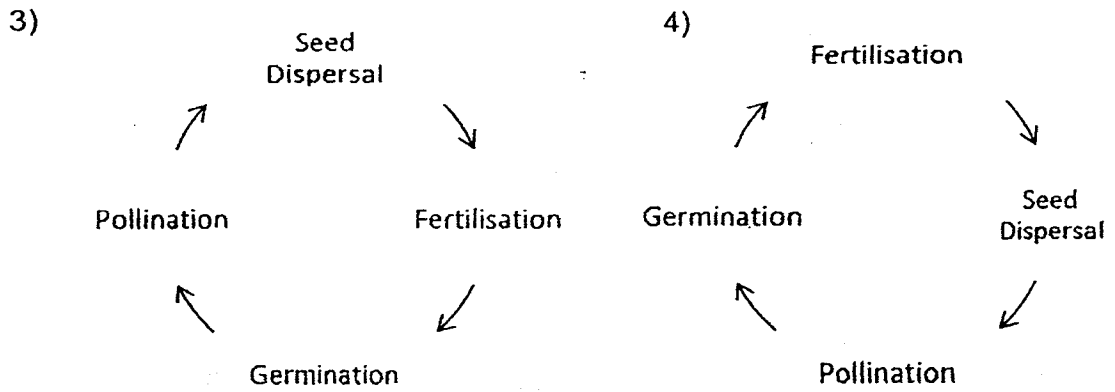 3)
Seed
Dispersal
Pollination
Fertilisation
Germination
4)
Fertilisation
Germination
Seed
Dispersal
Pollination